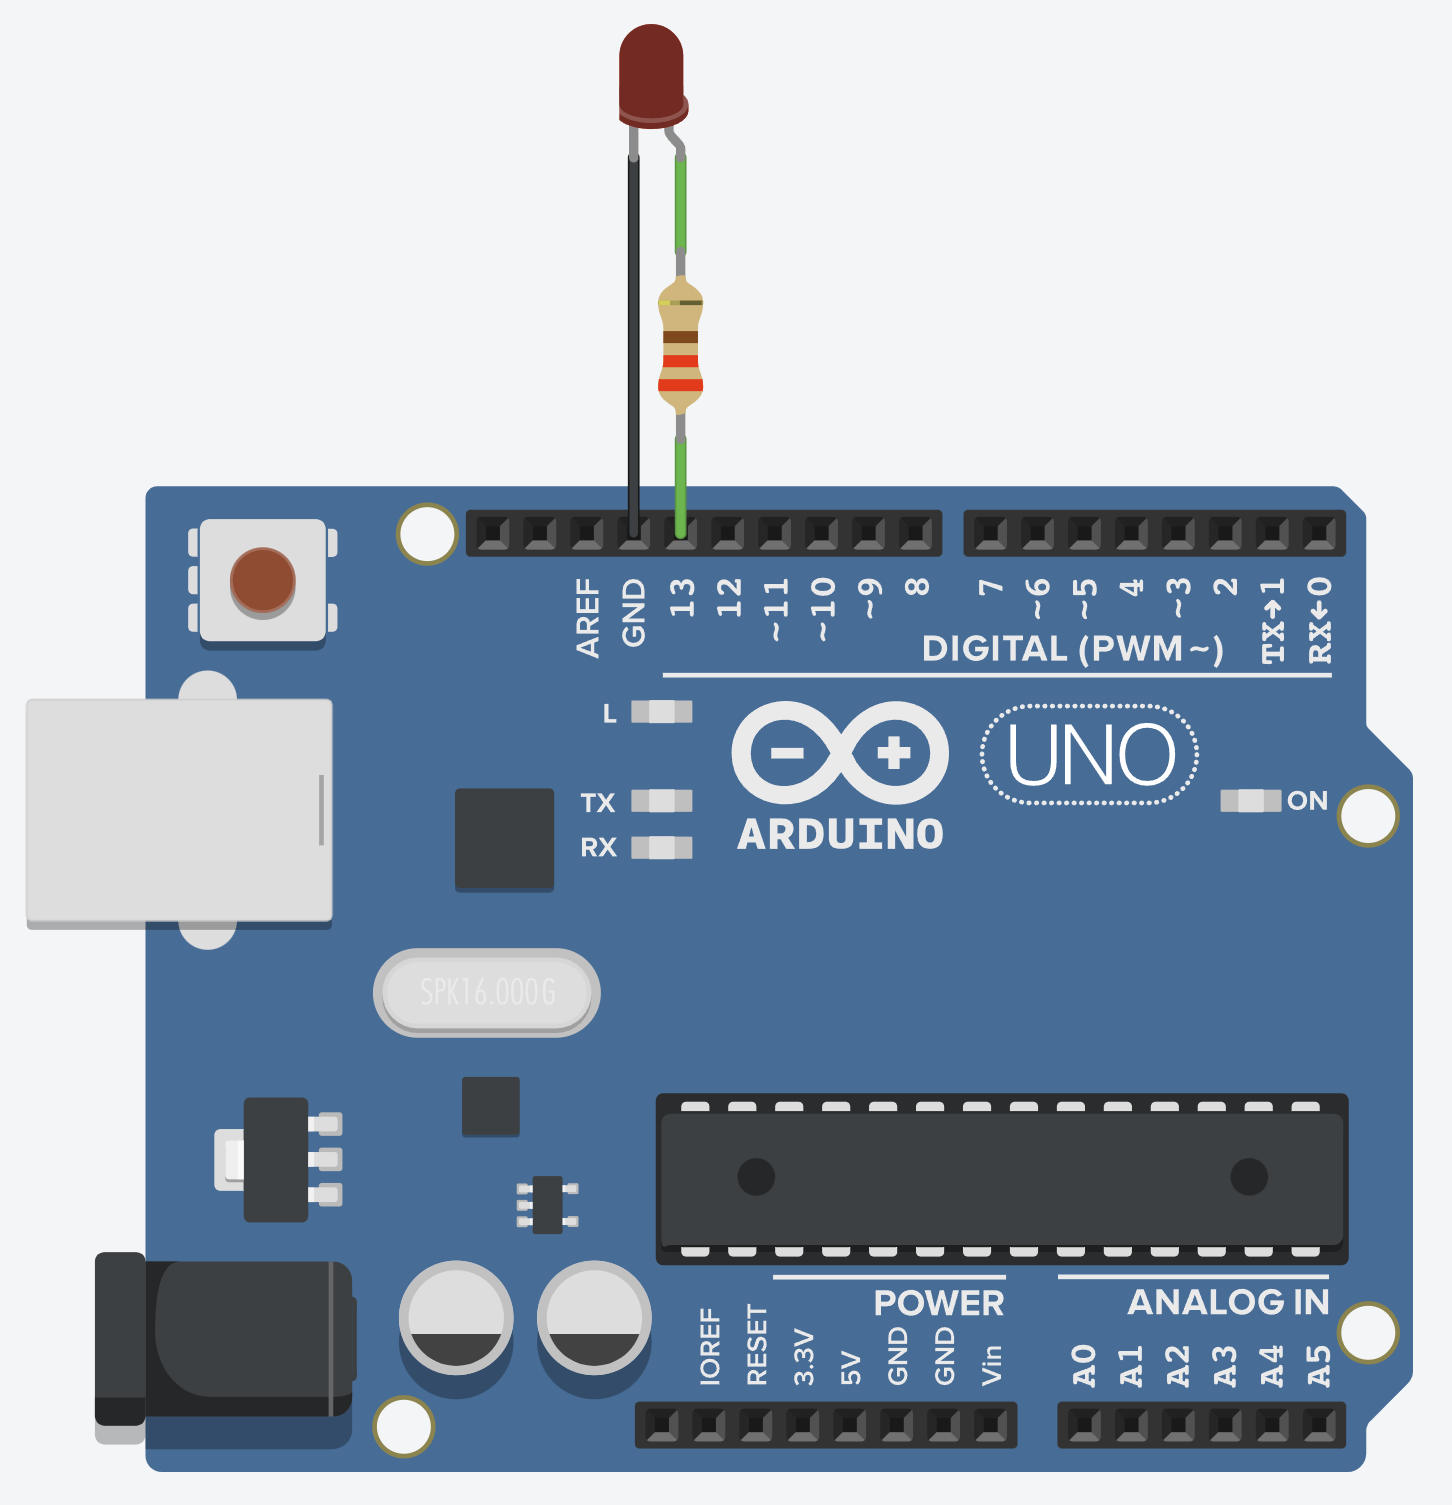 AREF
GND
13
12
~11
~10
~9
8
7
~6
~5
4
~3
2
TX→1
RX←0
DIGITAL (PWM~)
L
TX
RX
ARDUINO
UNO
ON
SPK16.000G
POWER
ANALOG IN
IOREF
RESET
3.3V
5V
GND
GND
Vin
A0
A1
A2
A3
A4
A5